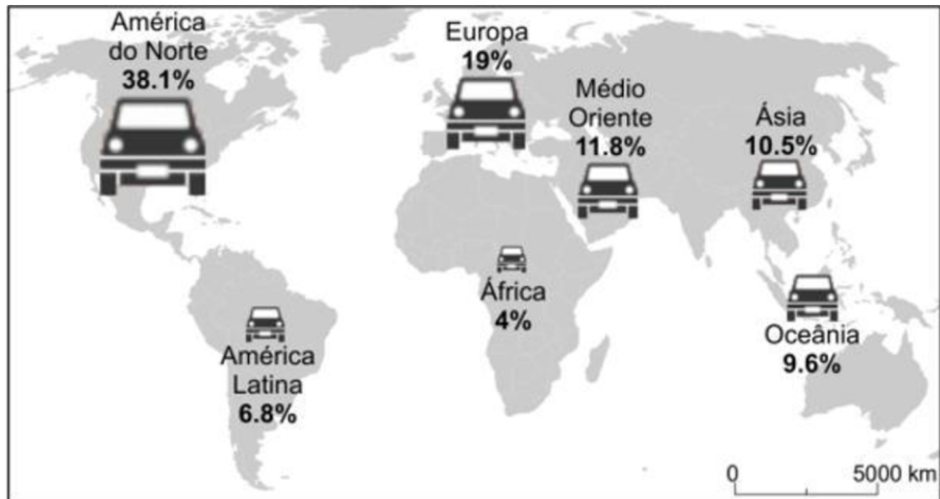 América
do Norte
38.1%
Europa
19%
Médio
Oriente
11.8%
Ásia
10.5%
África
4%
América
Latina
6.8%
Oceânia
9.6%
0 5000 km